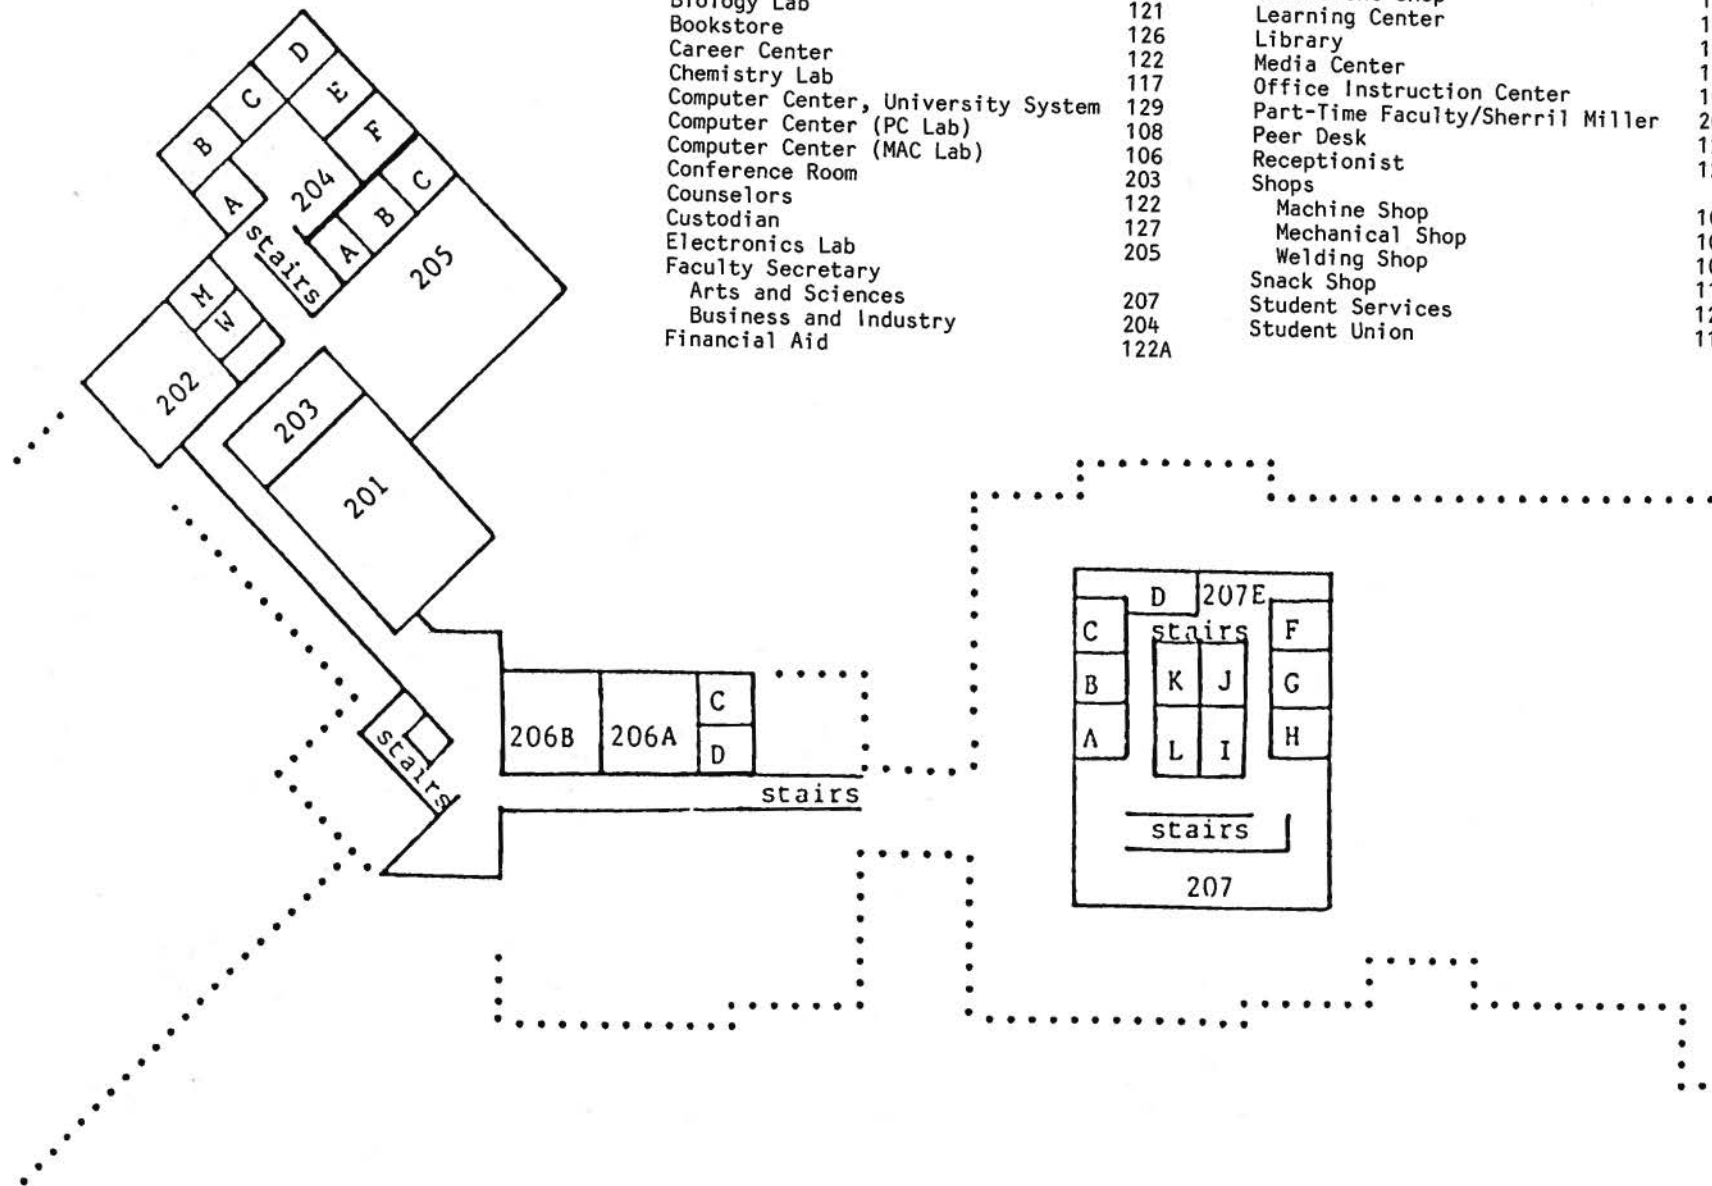 Biology Lab 121
Bookstore 126
Career Center 122
Chemistry Lab 117
Computer Center, University System 129
Computer Center (PC Lab) 108
Computer Center (MAC Lab) 106
Conference Room 203
Counselors 122
Custodian 127
Electronics Lab 205
Faculty Secretary
Arts and Sciences 207
Business and Industry 204
Financial Aid 122A
Learning Center
Library
Media Center
Office Instruction Center
Part-Time Faculty/Sherril Miller
Peer Desk
Receptionist
Shops
Machine Shop
Mechanical Shop
Welding Shop
Snack Shop
Student Services
Student Union
D
C
E
B
F
204
A
C
B
A
stairs
205
M
W
202
203
201
stairs
206B
206A
C
D
stairs
D
207E
C
stairs
F
B
K
J
G
A
L
I
H
stairs
207